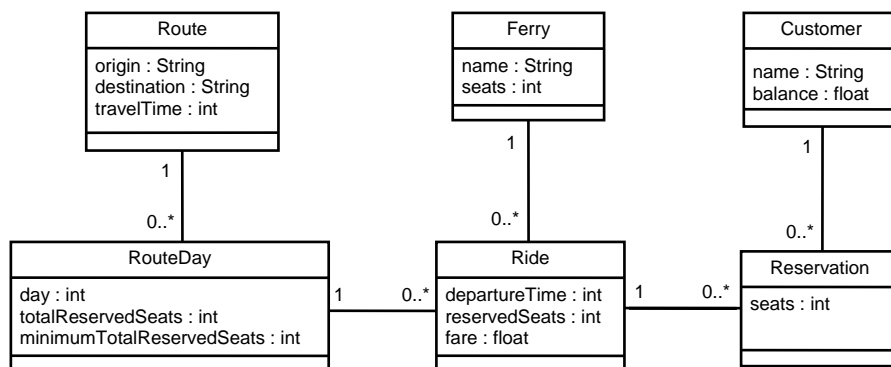 Route
origin : String
destination : String
travelTime : int
Ferry
name : String
seats : int
Customer
name : String
balance : float
1
0..*
1
0..*
1
0..*
RouteDay
day : int
totalReservedSeats : int
minimumTotalReservedSeats : int
1
0..*
Ride
departureTime : int
reservedSeats : int
fare : float
1
0..*
Reservation
seats : int